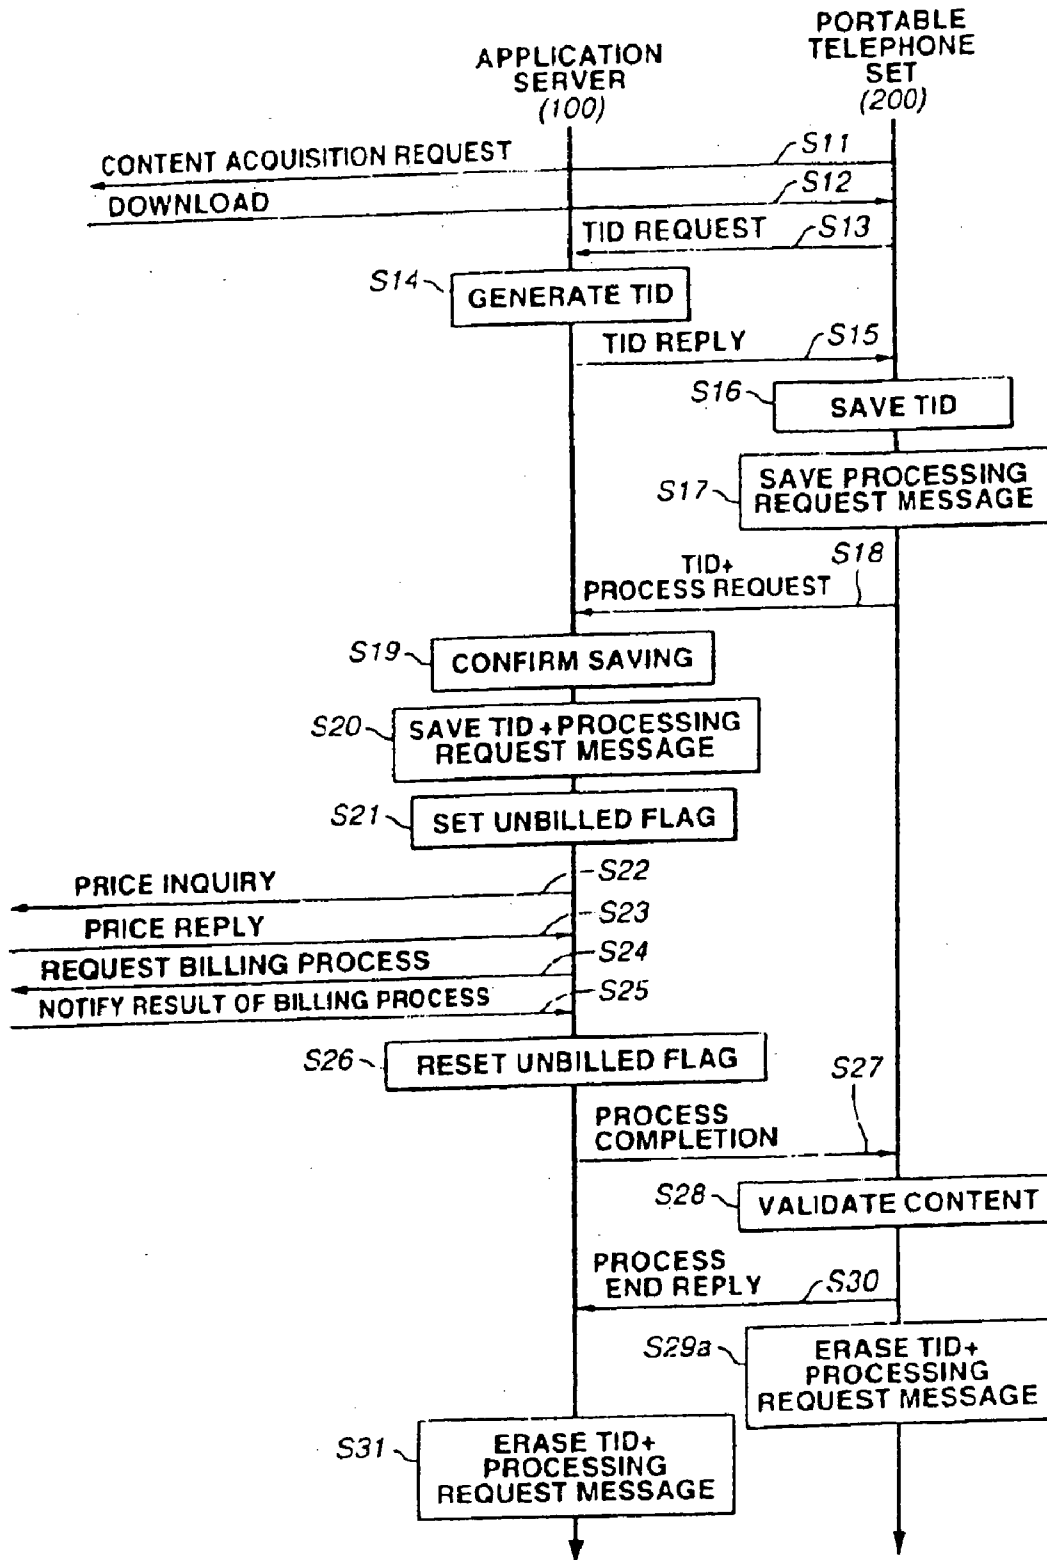 APPLICATION
SERVER
(100)
PORTABLE
TELEPHONE
SET
(200)
CONTENT ACQUISITION REQUEST
S11
DOWNLOAD
S12
TID REQUEST
S13
S14
GENERATE TID
TID REPLY
S15
S16
SAVE TID
S17
SAVE PROCESSING
REQUEST MESSAGE
TID+
PROCESS REQUEST
S18
S19
CONFIRM SAVING
S20
SAVE TID+PROCESSING
REQUEST MESSAGE
S21
SET UNBILLED FLAG
PRICE INQUIRY
S22
PRICE REPLY
S23
REQUEST BILLING PROCESS
S24
NOTIFY RESULT OF BILLING PROCESS
S25
S26
RESET UNBILLED FLAG
S27
PROCESS
COMPLETION
S28
VALIDATE CONTENT
PROCESS
END REPLY
S30
S29a
ERASE TID+
PROCESSING
REQUEST MESSAGE
S31
ERASE TID+
PROCESSING
REQUEST MESSAGE